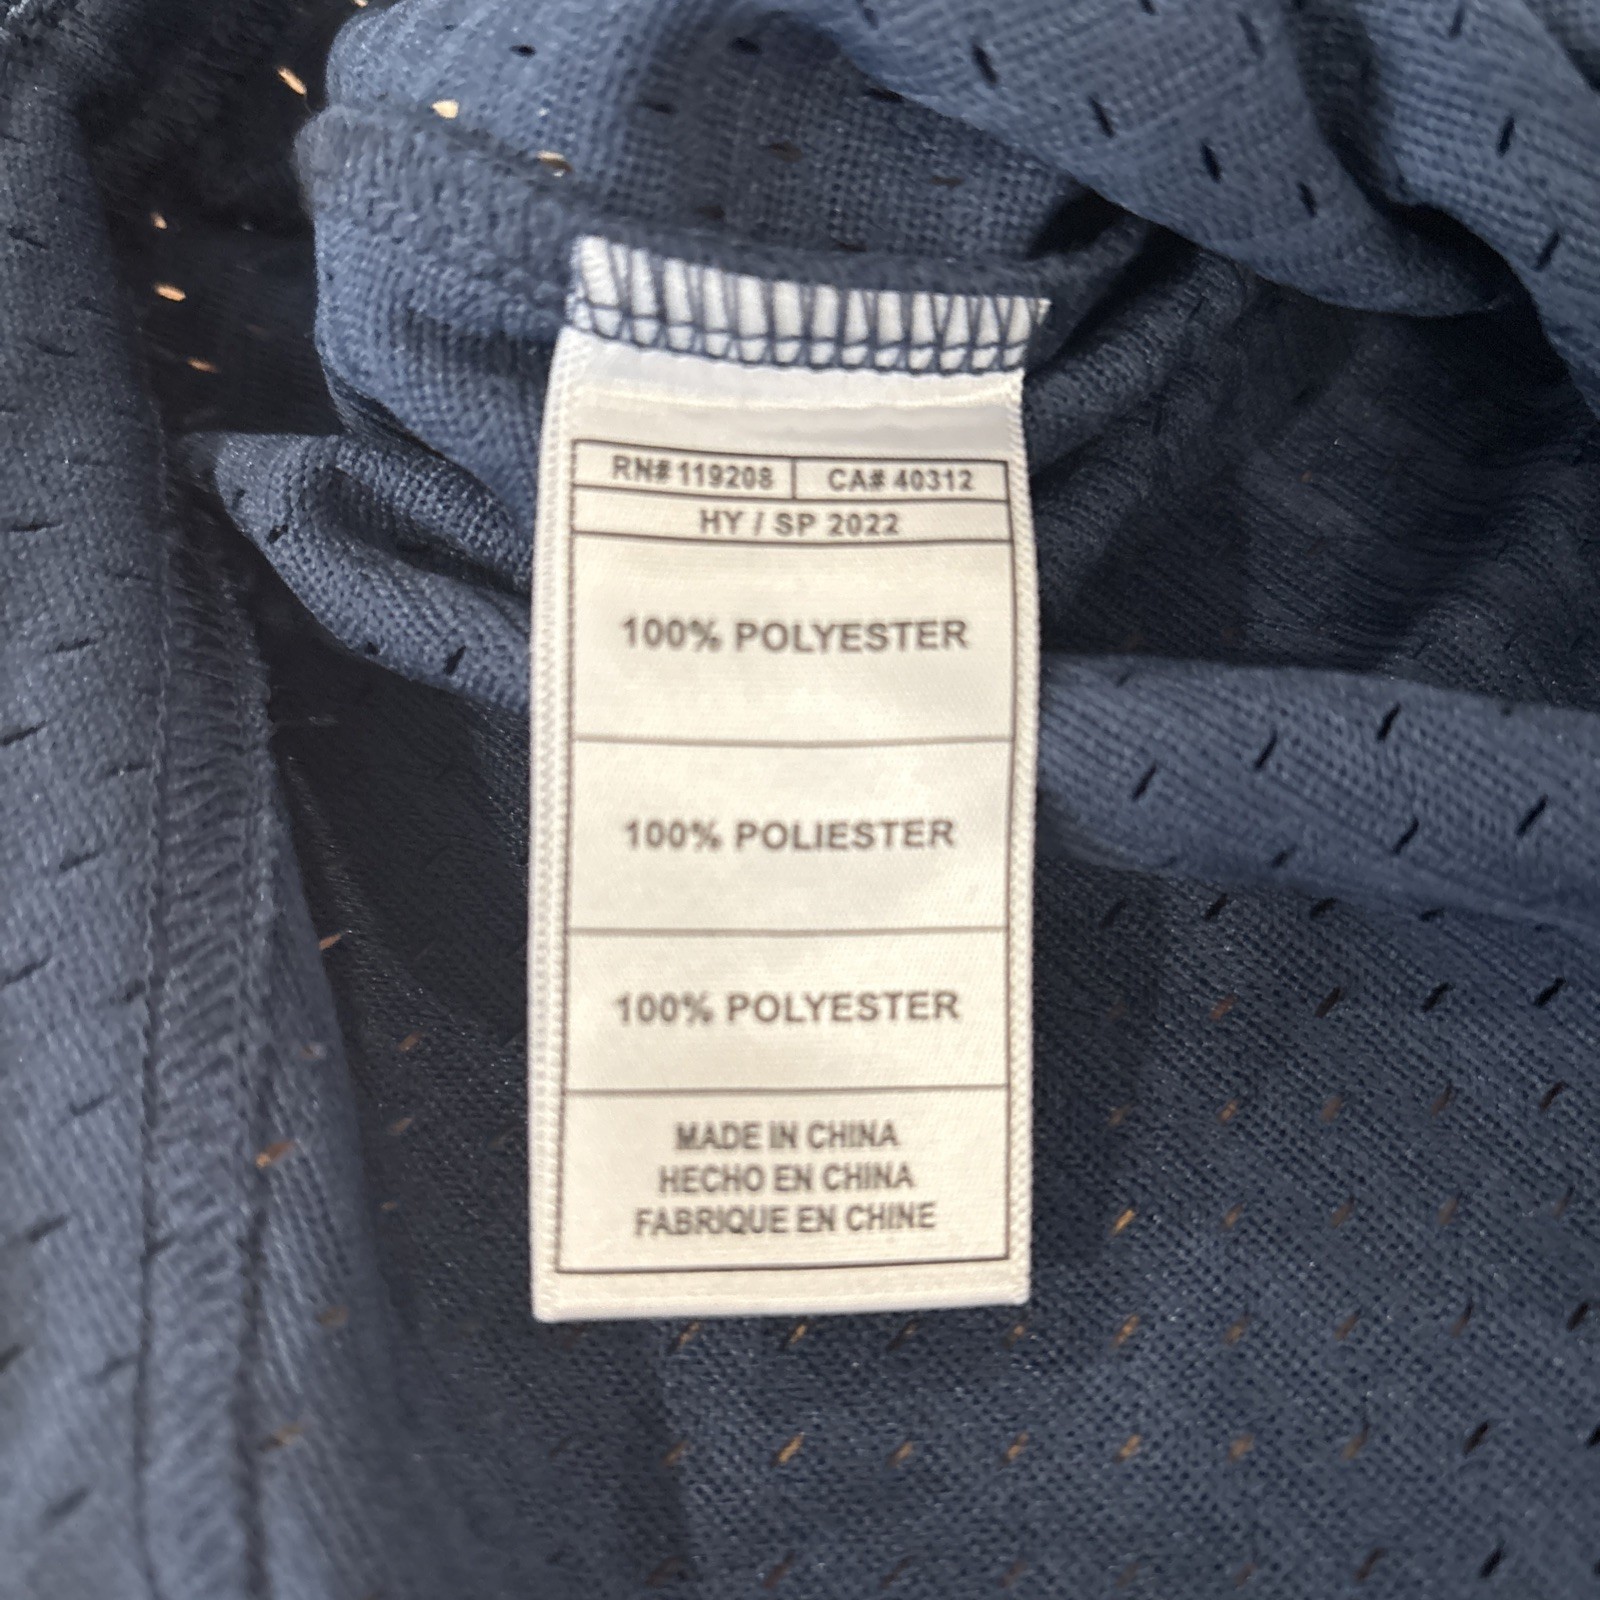 RN# 119208 CA# 40312
HY / SP 2022
100% POLYESTER
100% POLIESTER
100% POLYESTER
MADE IN CHINA
HECHO EN CHINA
FABRIQUE EN CHINE